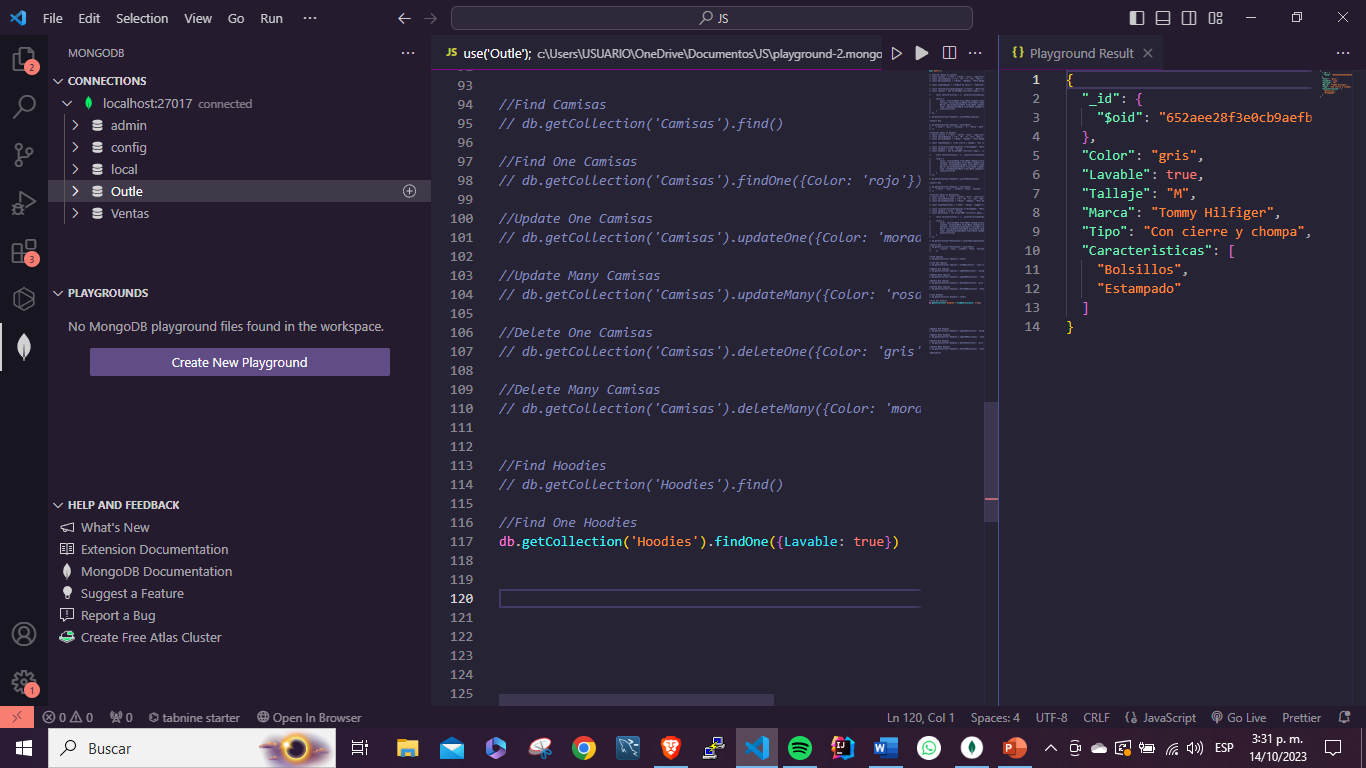 File Edit Selection View Go Run ··· JS
MONGODB
CONNECTIONS
localhost:27017 connected
admin
config
local
Outle
Ventas
PLAYGROUNDS
No MongoDB playground files found in the workspace.
Create New Playground
HELP AND FEEDBACK
What's New
Extension Documentation
MongoDB Documentation
Suggest a Feature
Report a Bug
Create Free Atlas Cluster
2
3
1
JS use('Outle'); c:\Users\USUARIO\OneDrive\Documentos\JS\playground-2.mongo
93
94 //Find Camisas
95 // db.getCollection('Camisas').find()
96
97 //Find One Camisas
98 // db.getCollection('Camisas').findOne({Color: 'rojo'})
99
100 //Update One Camisas
101 // db.getCollection('Camisas').updateOne({Color: 'morad
102
103 //Update Many Camisas
104 // db.getCollection('Camisas').updateMany({Color: 'rosa
105
106 //Delete One Camisas
107 // db.getCollection('Camisas').deleteOne({Color: 'gris'
108
109 //Delete Many Camisas
110 // db.getCollection('Camisas').deleteMany({Color: 'mora
111
112
113 //Find Hoodies
114 // db.getCollection('Hoodies').find()
115
116 //Find One Hoodies
117 db.getCollection('Hoodies').findOne({Lavable: true})
118
119
120
121
122
123
124
125
{} Playground Result
1 {
2 "_id": {
3 "$oid": "652aee28f3e0cb9aefb
4 },
5 "Color": "gris",
6 "Lavable": true,
7 "Tallaje": "M",
8 "Marca": "Tommy Hilfiger",
9 "Tipo": "Con cierre y chompa",
10 "Caracteristicas": [
11 "Bolsillos",
12 "Estampado"
13 ]
14 }
0 0 0 tabnine starter Open In Browser Ln 120, Col 1 Spaces: 4 UTF-8 CRLF {} JavaScript Go Live Prettier
Buscar ESP 3:31 p. m.
14/10/2023